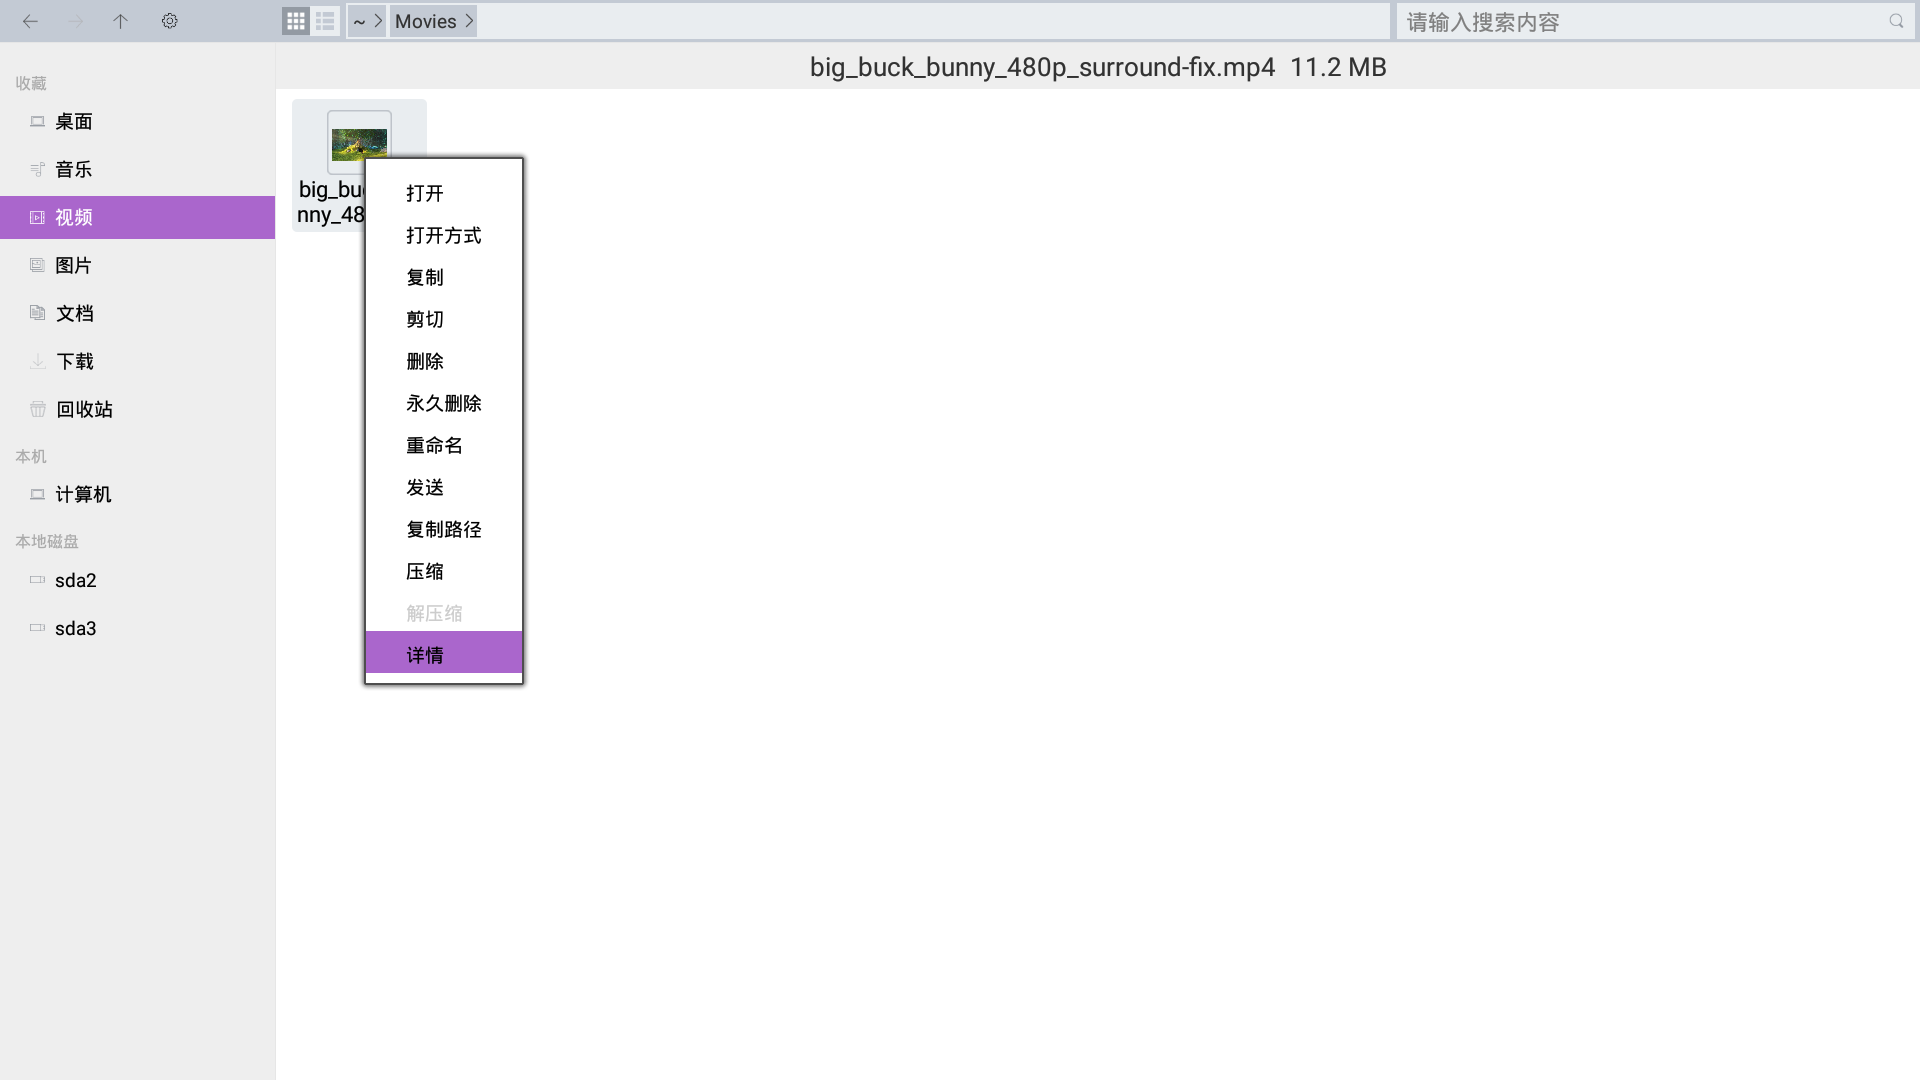 ~ Movies
请输入搜索内容
big_buck_bunny_480p_surround-fix.mp4 11.2 MB
收藏
桌面
音乐
视频
图片
文档
下载
回收站
本机
计算机
本地磁盘
sda2
sda3
big_bu
nny_48
打开
打开方式
复制
剪切
删除
永久删除
重命名
发送
复制路径
压缩
解压缩
详情